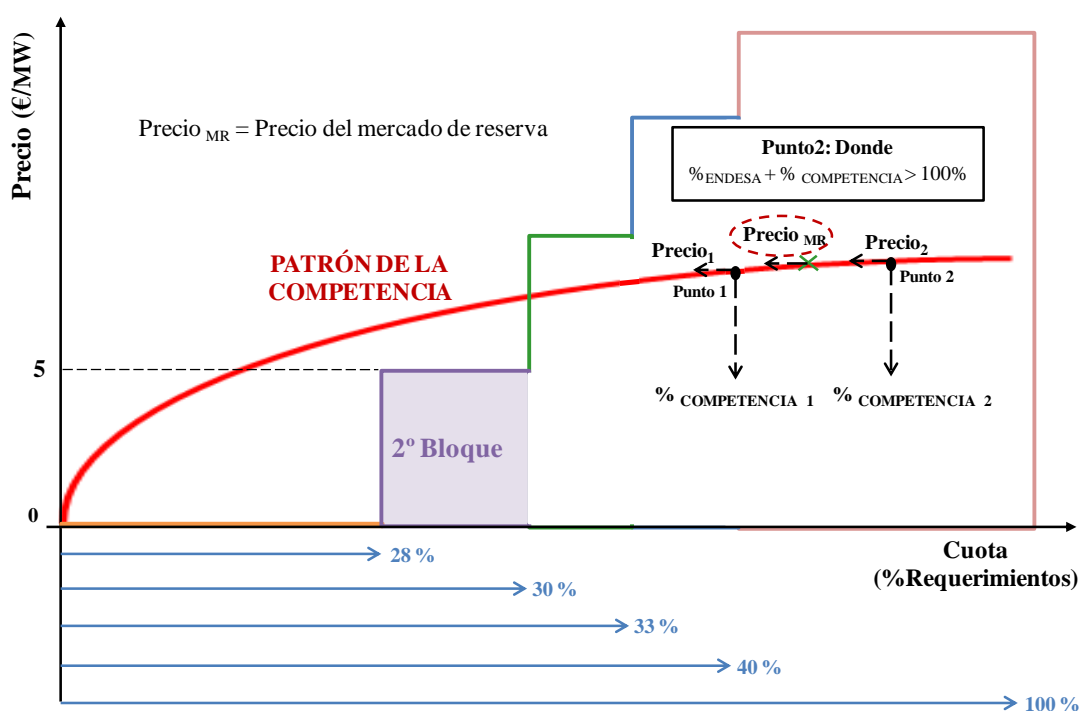 Precio (€/MW)
Precio MR = Precio del mercado de reserva
Punto2: Donde
%ENDESA + % COMPETENCIA > 100%
PATRÓN DE LA
COMPETENCIA
Precio1
Precio MR
Precio2
Punto 1
Punto 2
5
% COMPETENCIA 1
% COMPETENCIA 2
2º Bloque
0
Cuota
(%Requerimientos)
28 %
30 %
33 %
40 %
100 %